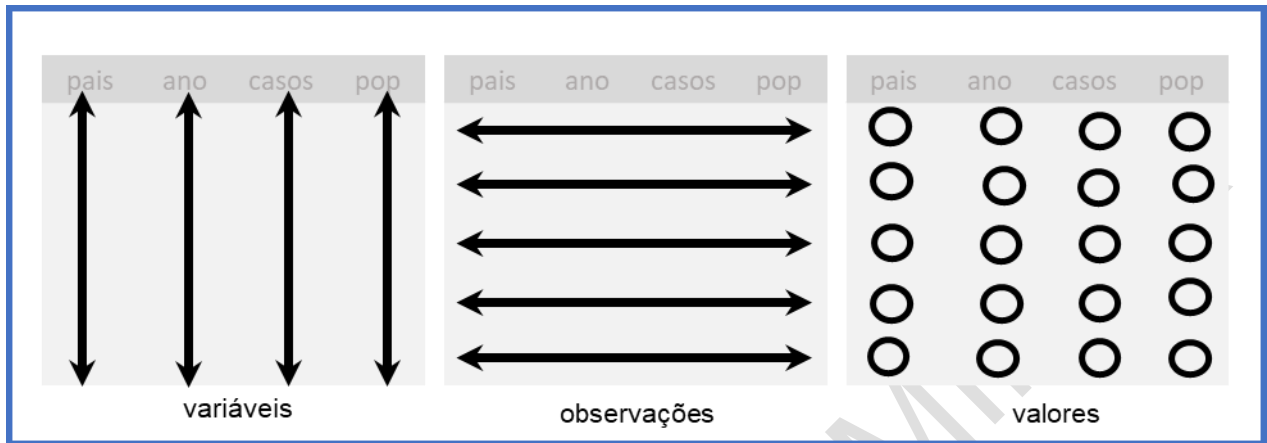 pais ano casos pop
pais ano casos pop
pais ano casos pop
variáveis
observações
valores